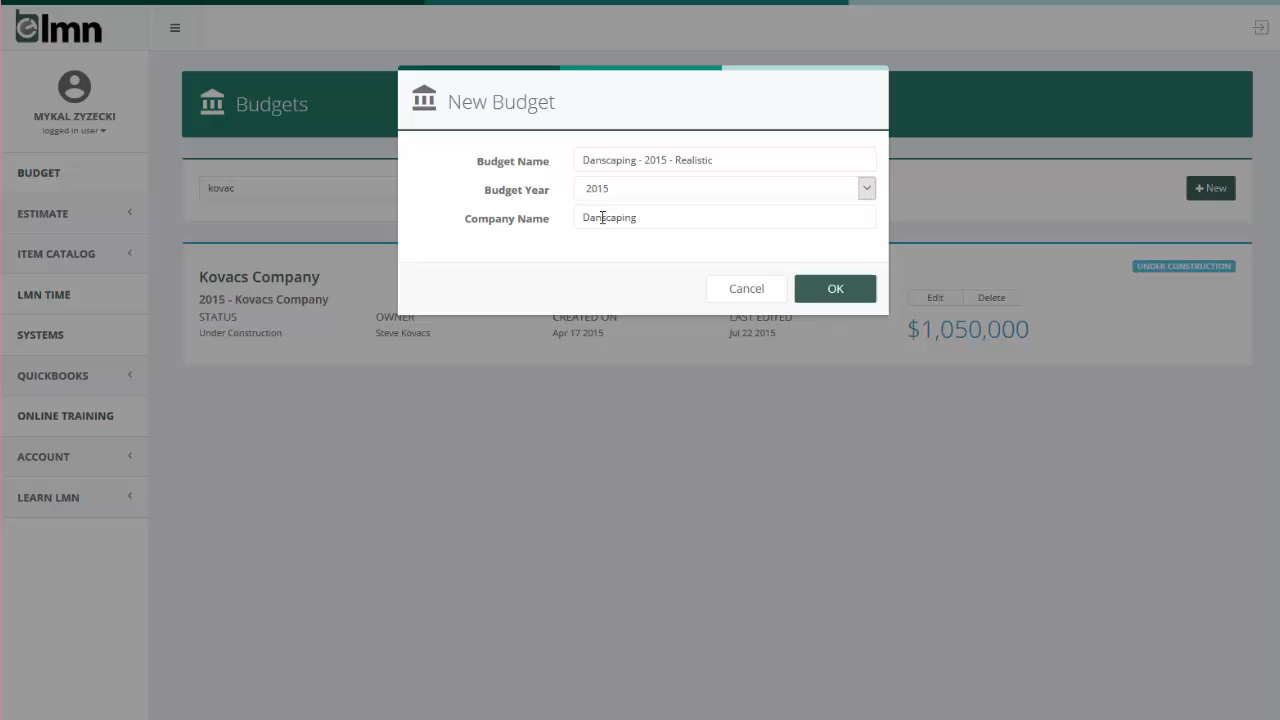 lmn
MYKAL ZYZECKI
logged in user
BUDGET
ESTIMATE
ITEM CATALOG
LMN TIME
SYSTEMS
QUICKBOOKS
ONLINE TRAINING
ACCOUNT
LEARN LMN
Budgets
kovac
+ New
New Budget
Budget Name Danscaping - 2015 - Realistic
Budget Year 2015
Company Name Danscaping
Cancel OK
Kovacs Company
UNDER CONSTRUCTION
2015 - Kovacs Company
Edit Delete
STATUS OWNER CREATED ON LAST EDITED
Under Construction Steve Kovacs Apr 17 2015 Jul 22 2015
$1,050,000